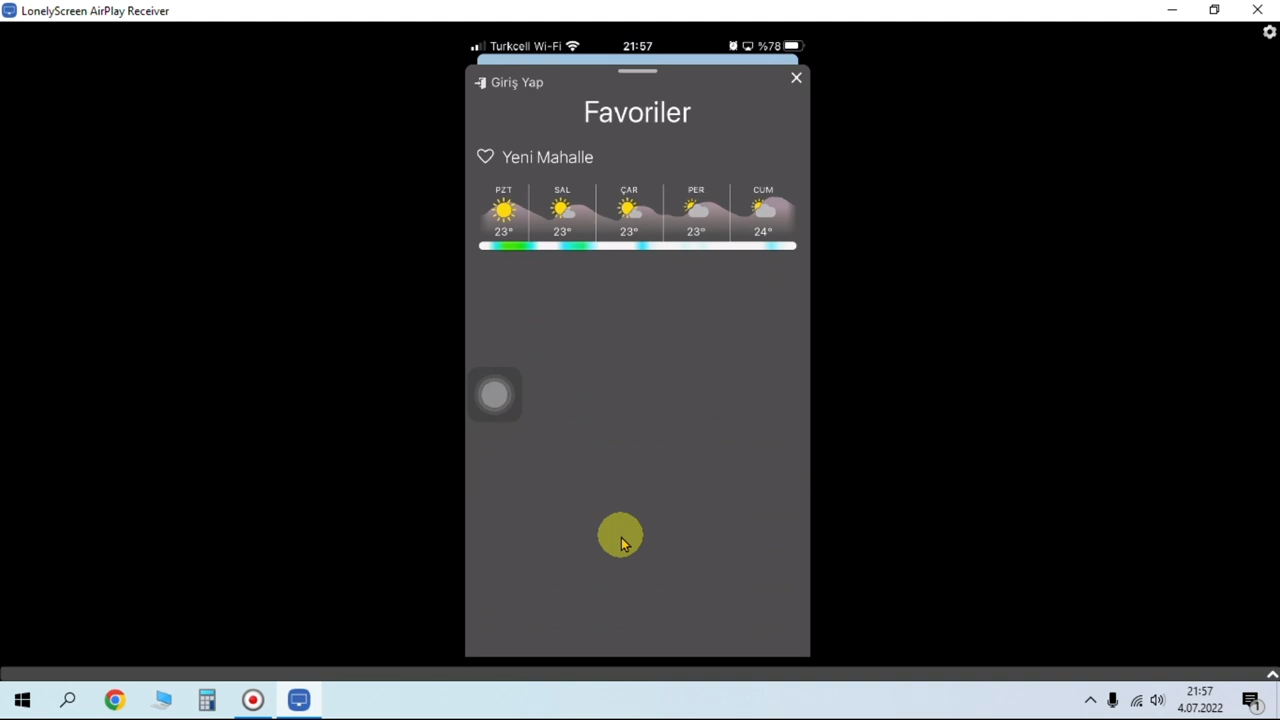 LonelyScreen AirPlay Receiver
Turkcell Wi-Fi 21:57 %78
Giriş Yap
Favoriler
Yeni Mahalle
PZT SAL ÇAR PER CUM
23° 23° 23° 23° 24°
21:57
4.07.2022
1